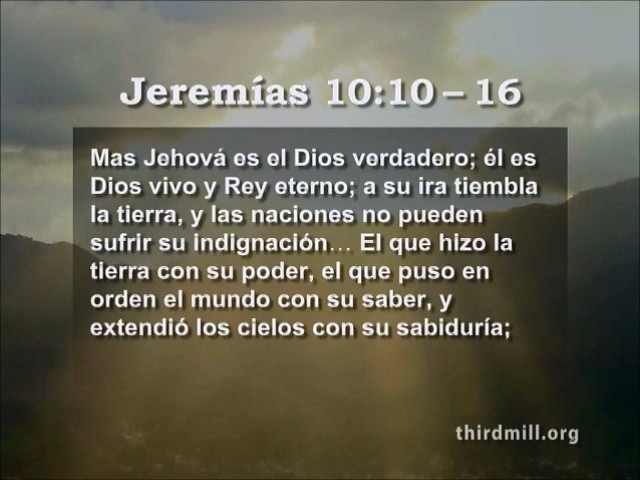 Jeremías 10:10 – 16
Mas Jehová es el Dios verdadero; él es
Dios vivo y Rey eterno; a su ira tiembla
la tierra, y las naciones no pueden
sufrir su indignación… El que hizo la
tierra con su poder, el que puso en
orden el mundo con su saber, y
extendió los cielos con su sabiduría;
thirdmill.org